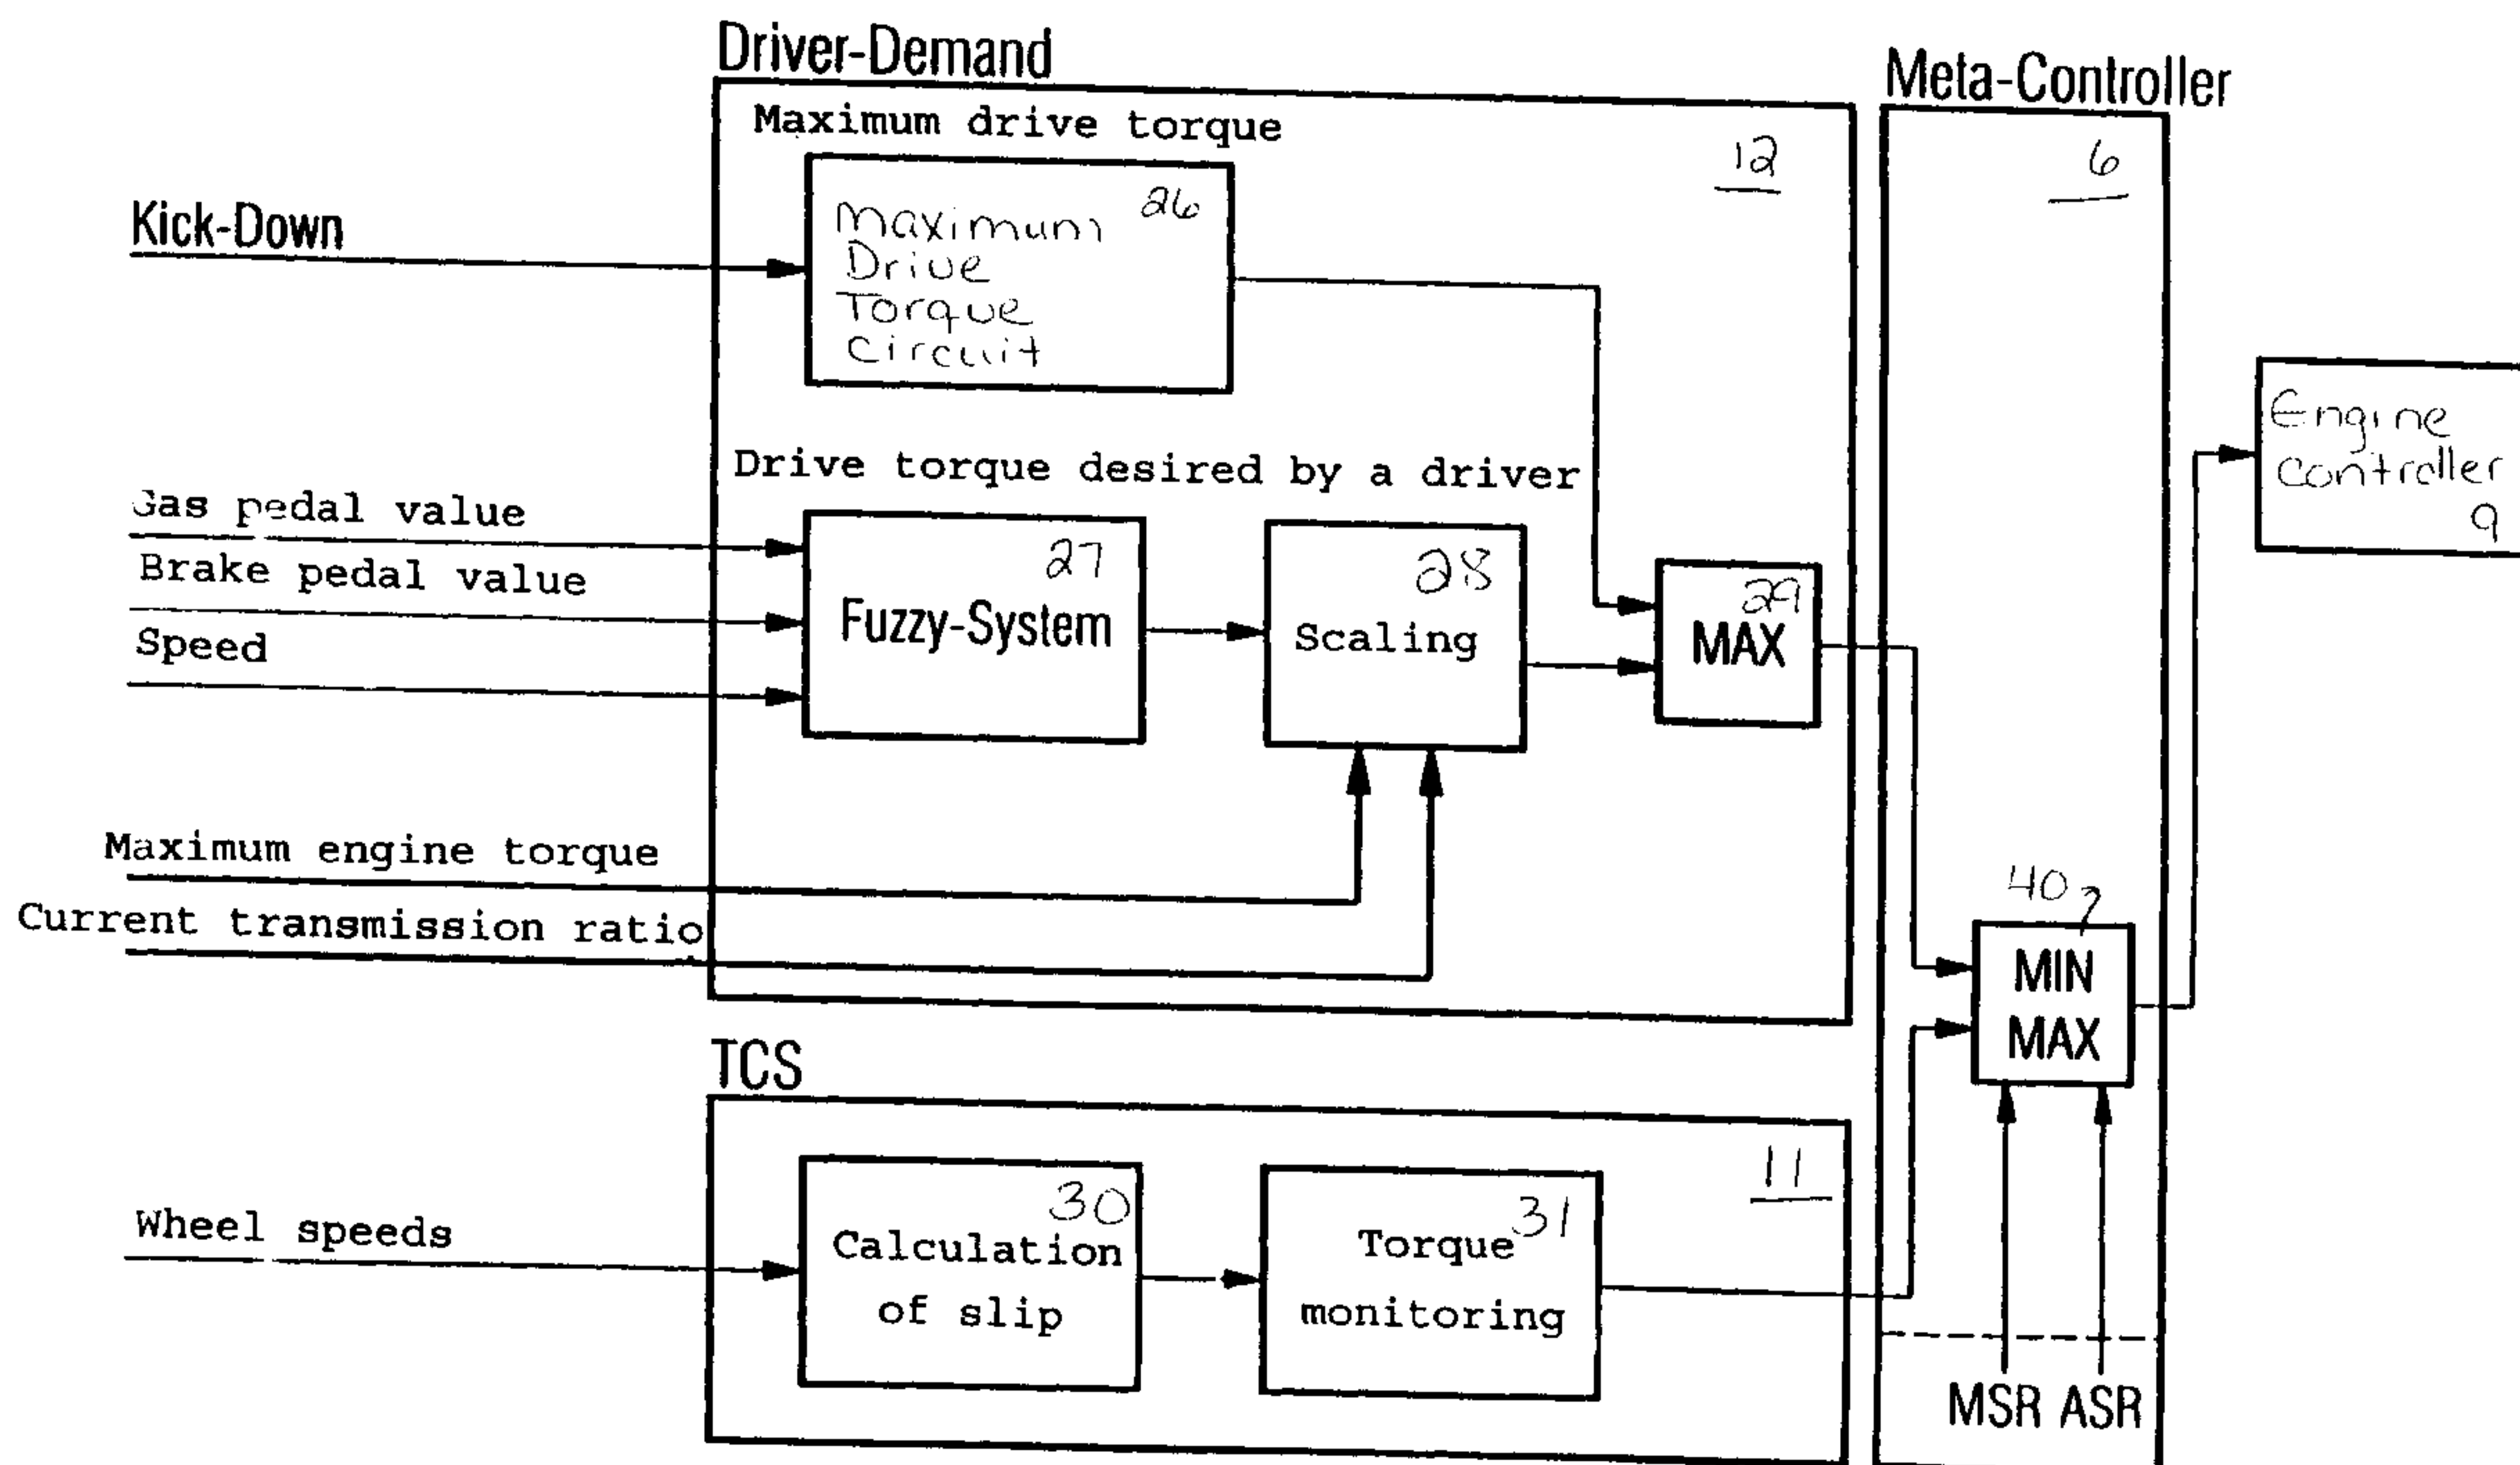 Driver-Demand
Meta-Controller
Maximum drive torque
12
6
Kick-Down
26
Maximum
Drive
Torque
Circuit
Engine
Controller
9
Drive torque desired by a driver
Gas pedal value
Brake pedal value
Speed
27
Fuzzy-System
28
Scaling
29
MAX
Maximum engine torque
Current transmission ratio
40
MIN
MAX
TCS
11
Wheel speeds
30
Calculation
of slip
31
Torque
monitoring
MSR ASR